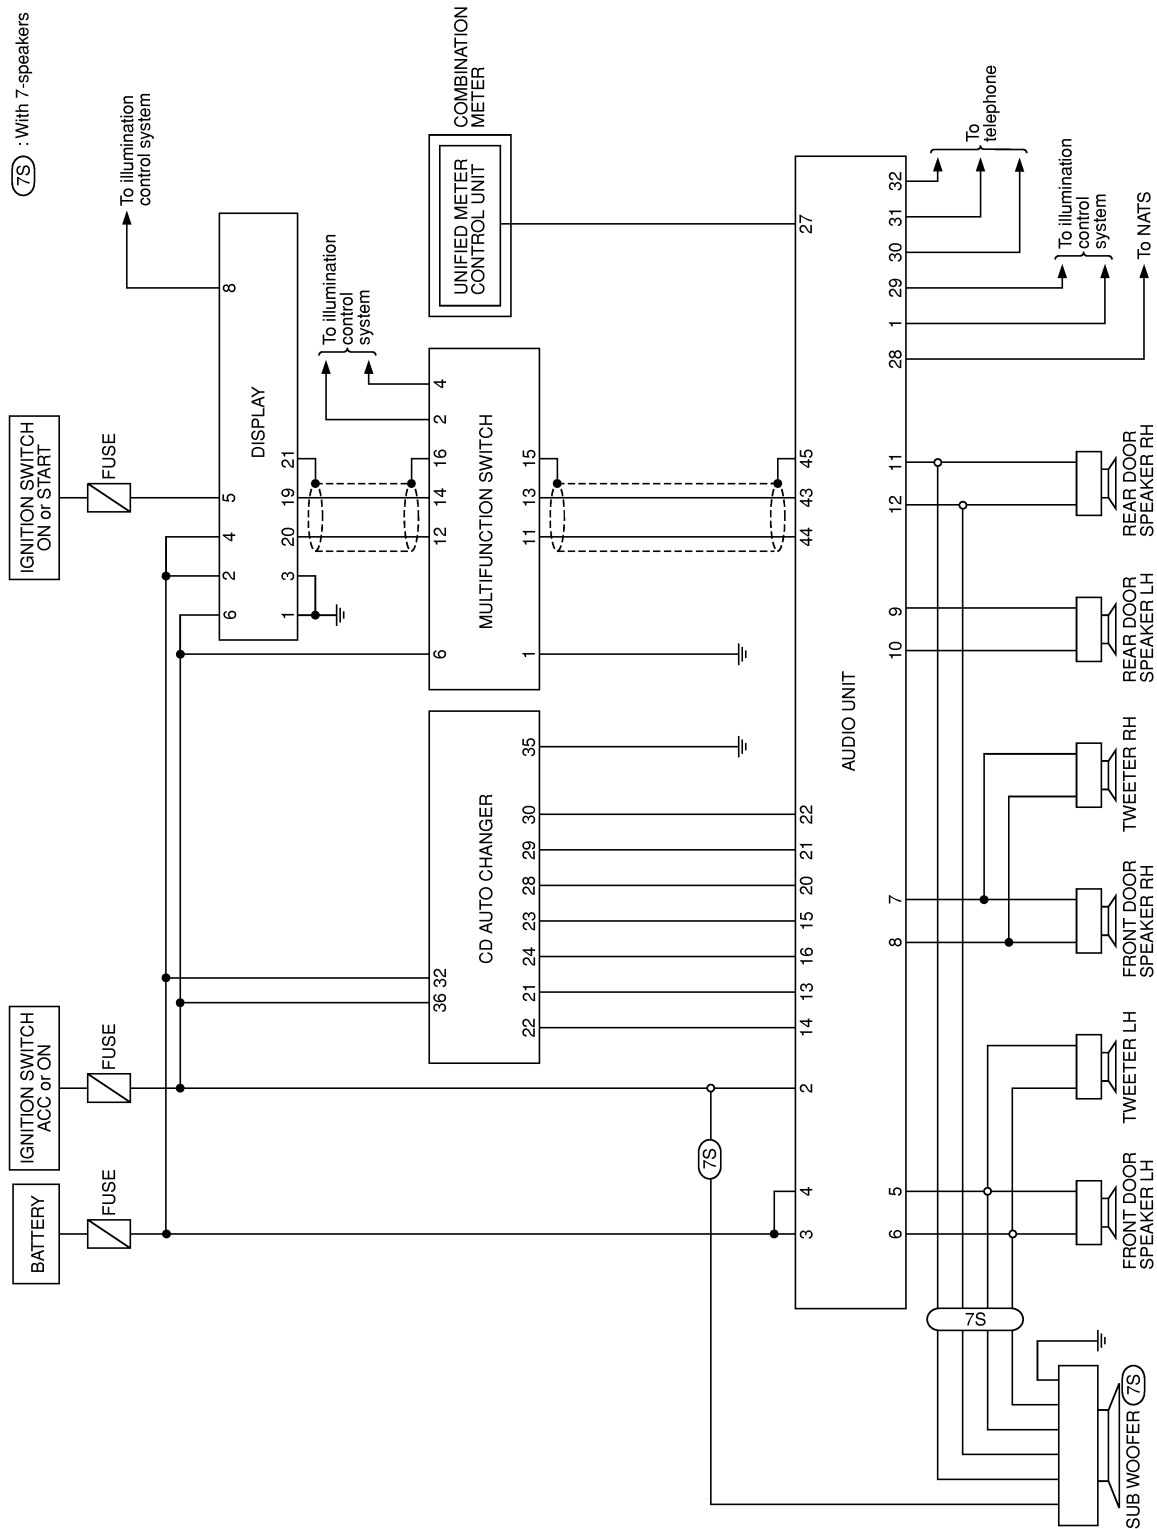 BATTERY
FUSE
IGNITION SWITCH
ACC or ON
FUSE
IGNITION SWITCH
ON or START
FUSE
7S : With 7-speakers
To illumination
control system
6
2
4
5
8
DISPLAY
1
3
20
19
21
To illumination
control
system
36
32
CD AUTO CHANGER
22
21
24
23
28
29
30
35
6
12
14
16
2
4
MULTIFUNCTION SWITCH
1
11
13
15
UNIFIED METER
CONTROL UNIT
COMBINATION
METER
7S
3
4
2
14
13
16
15
20
21
22
44
43
45
27
AUDIO UNIT
6
5
8
7
10
9
12
11
28
1
29
30
31
32
To
telephone
To illumination
control
system
To NATS
7S
SUB WOOFER 7S
FRONT DOOR
SPEAKER LH
TWEETER LH
FRONT DOOR
SPEAKER RH
TWEETER RH
REAR DOOR
SPEAKER LH
REAR DOOR
SPEAKER RH